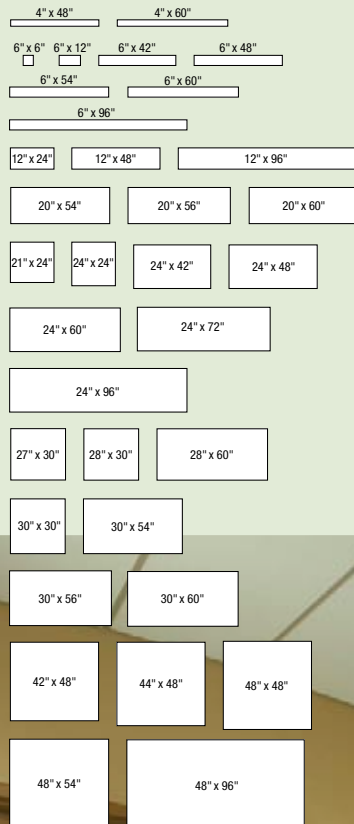 4" x 48" 4" x 60"
6" x 6" 6" x 12" 6" x 42" 6" x 48"
6" x 54" 6" x 60"
6" x 96"
12" x 24" 12" x 48" 12" x 96"
20" x 54" 20" x 56" 20" x 60"
21" x 24" 24" x 24" 24" x 42" 24" x 48"
24" x 60" 24" x 72"
24" x 96"
27" x 30" 28" x 30" 28" x 60"
30" x 30" 30" x 54"
30" x 56" 30" x 60"
42" x 48" 44" x 48" 48" x 48"
48" x 54" 48" x 96"